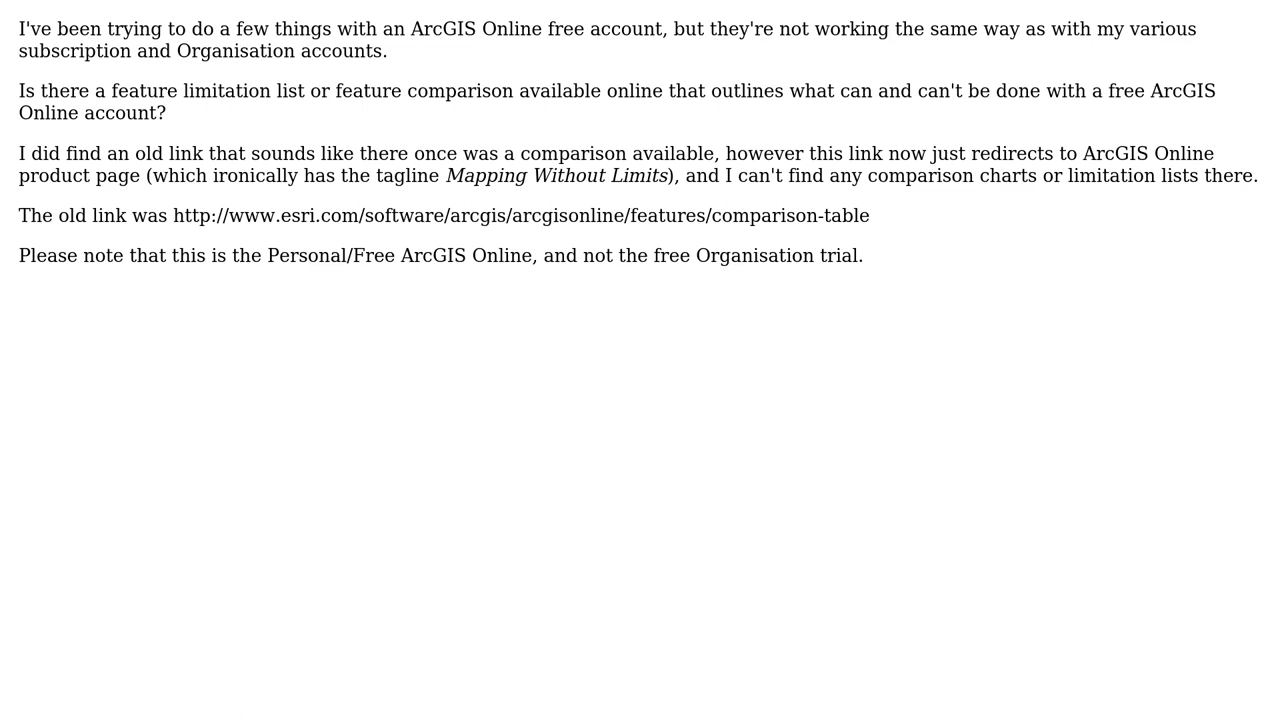 I've been trying to do a few things with an ArcGIS Online free account, but they're not working the same way as with my various
subscription and Organisation accounts.
Is there a feature limitation list or feature comparison available online that outlines what can and can't be done with a free ArcGIS
Online account?
I did find an old link that sounds like there once was a comparison available, however this link now just redirects to ArcGIS Online
product page (which ironically has the tagline Mapping Without Limits), and I can't find any comparison charts or limitation lists there.
The old link was http://www.esri.com/software/arcgis/arcgisonline/features/comparison-table
Please note that this is the Personal/Free ArcGIS Online, and not the free Organisation trial.